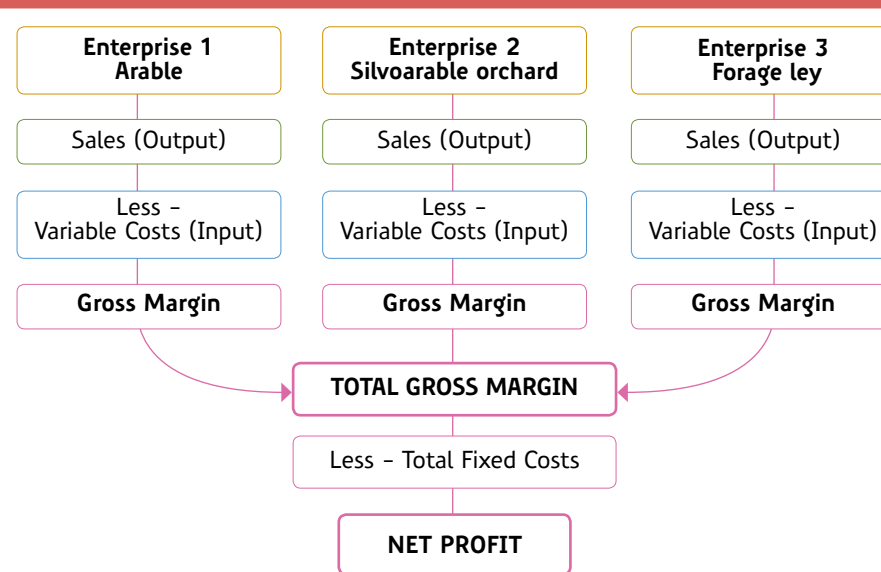 Enterprise 1
Arable
Enterprise 2
Silvoarable orchard
Enterprise 3
Forage ley
Sales (Output)
Sales (Output)
Sales (Output)
Less –
Variable Costs (Input)
Less –
Variable Costs (Input)
Less –
Variable Costs (Input)
Gross Margin
Gross Margin
Gross Margin
TOTAL GROSS MARGIN
Less – Total Fixed Costs
NET PROFIT